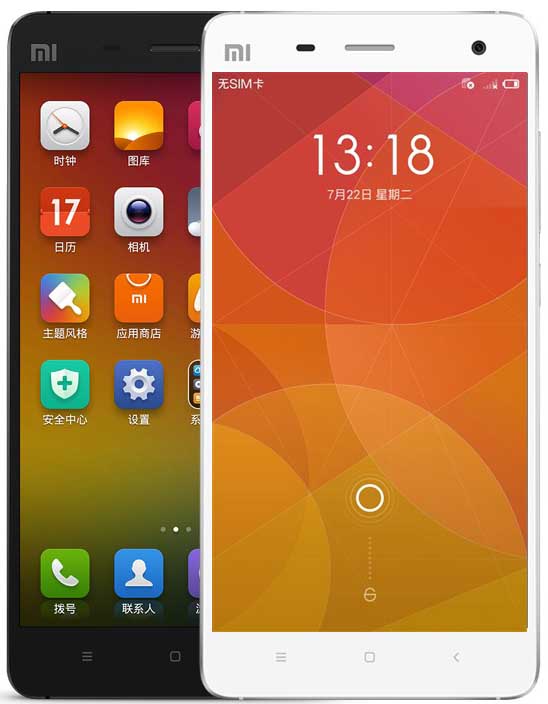 mi
时钟
图库
17
日历
相机
主题风格
mi
应用商店
游
安全中心
设置
系
拨号
联系人
mi
无SIM卡
13:18
7月22日 星期二